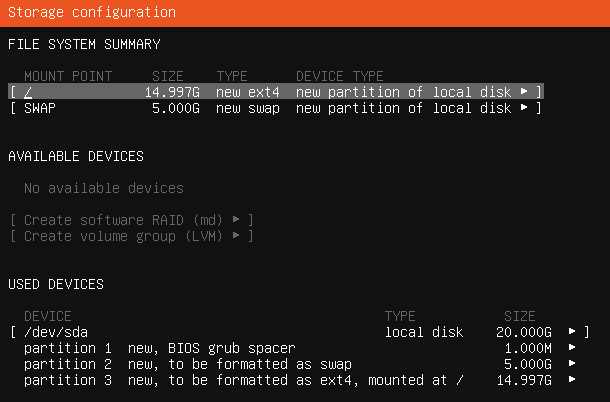 Storage configuration
FILE SYSTEM SUMMARY
MOUNT POINT SIZE TYPE DEVICE TYPE
[ / 14.997G new ext4 new partition of local disk ▸ ]
[ SWAP 5.000G new swap new partition of local disk ▸ ]
AVAILABLE DEVICES
No available devices
[ Create software RAID (md) ▸ ]
[ Create volume group (LVM) ▸ ]
USED DEVICES
DEVICE TYPE SIZE
[ /dev/sda local disk 20.000G ▸ ]
partition 1 new, BIOS grub spacer 1.000M ▸
partition 2 new, to be formatted as swap 5.000G ▸
partition 3 new, to be formatted as ext4, mounted at / 14.997G ▸